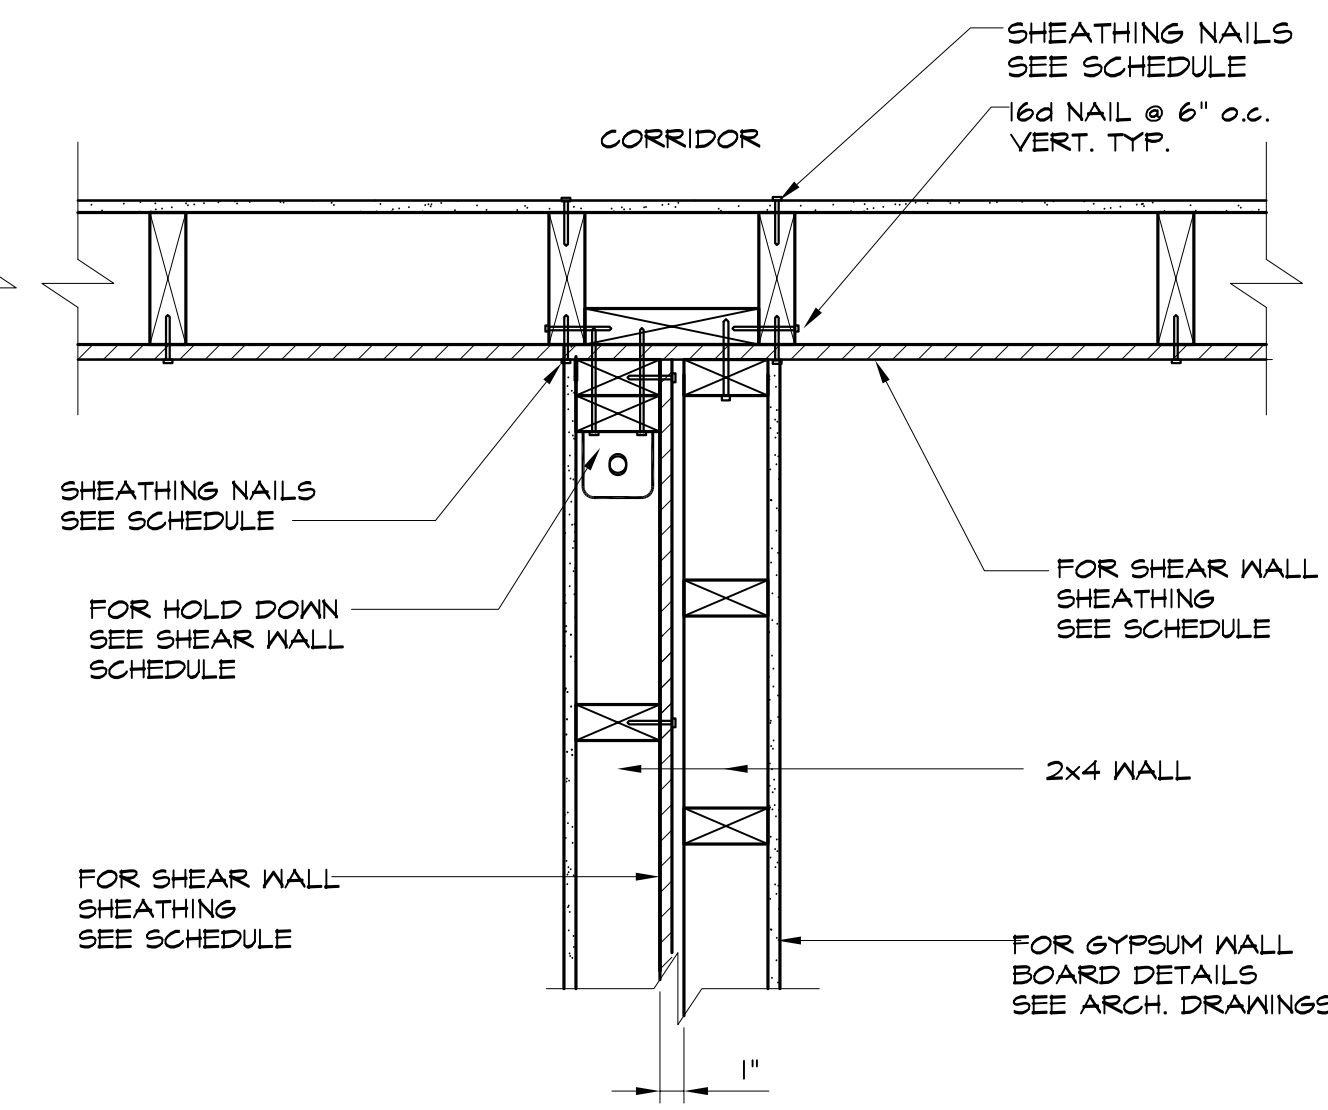 SHEATHING NAILS
SEE SCHEDULE
16d NAIL @ 6" o.c.
VERT. TYP.
CORRIDOR
SHEATHING NAILS
SEE SCHEDULE
FOR HOLD DOWN
SEE SHEAR WALL
SCHEDULE
FOR SHEAR WALL
SHEATHING
SEE SCHEDULE
2x4 WALL
FOR SHEAR WALL
SHEATHING
SEE SCHEDULE
FOR GYPSUM WALL
BOARD DETAILS
SEE ARCH. DRAWINGS
1"